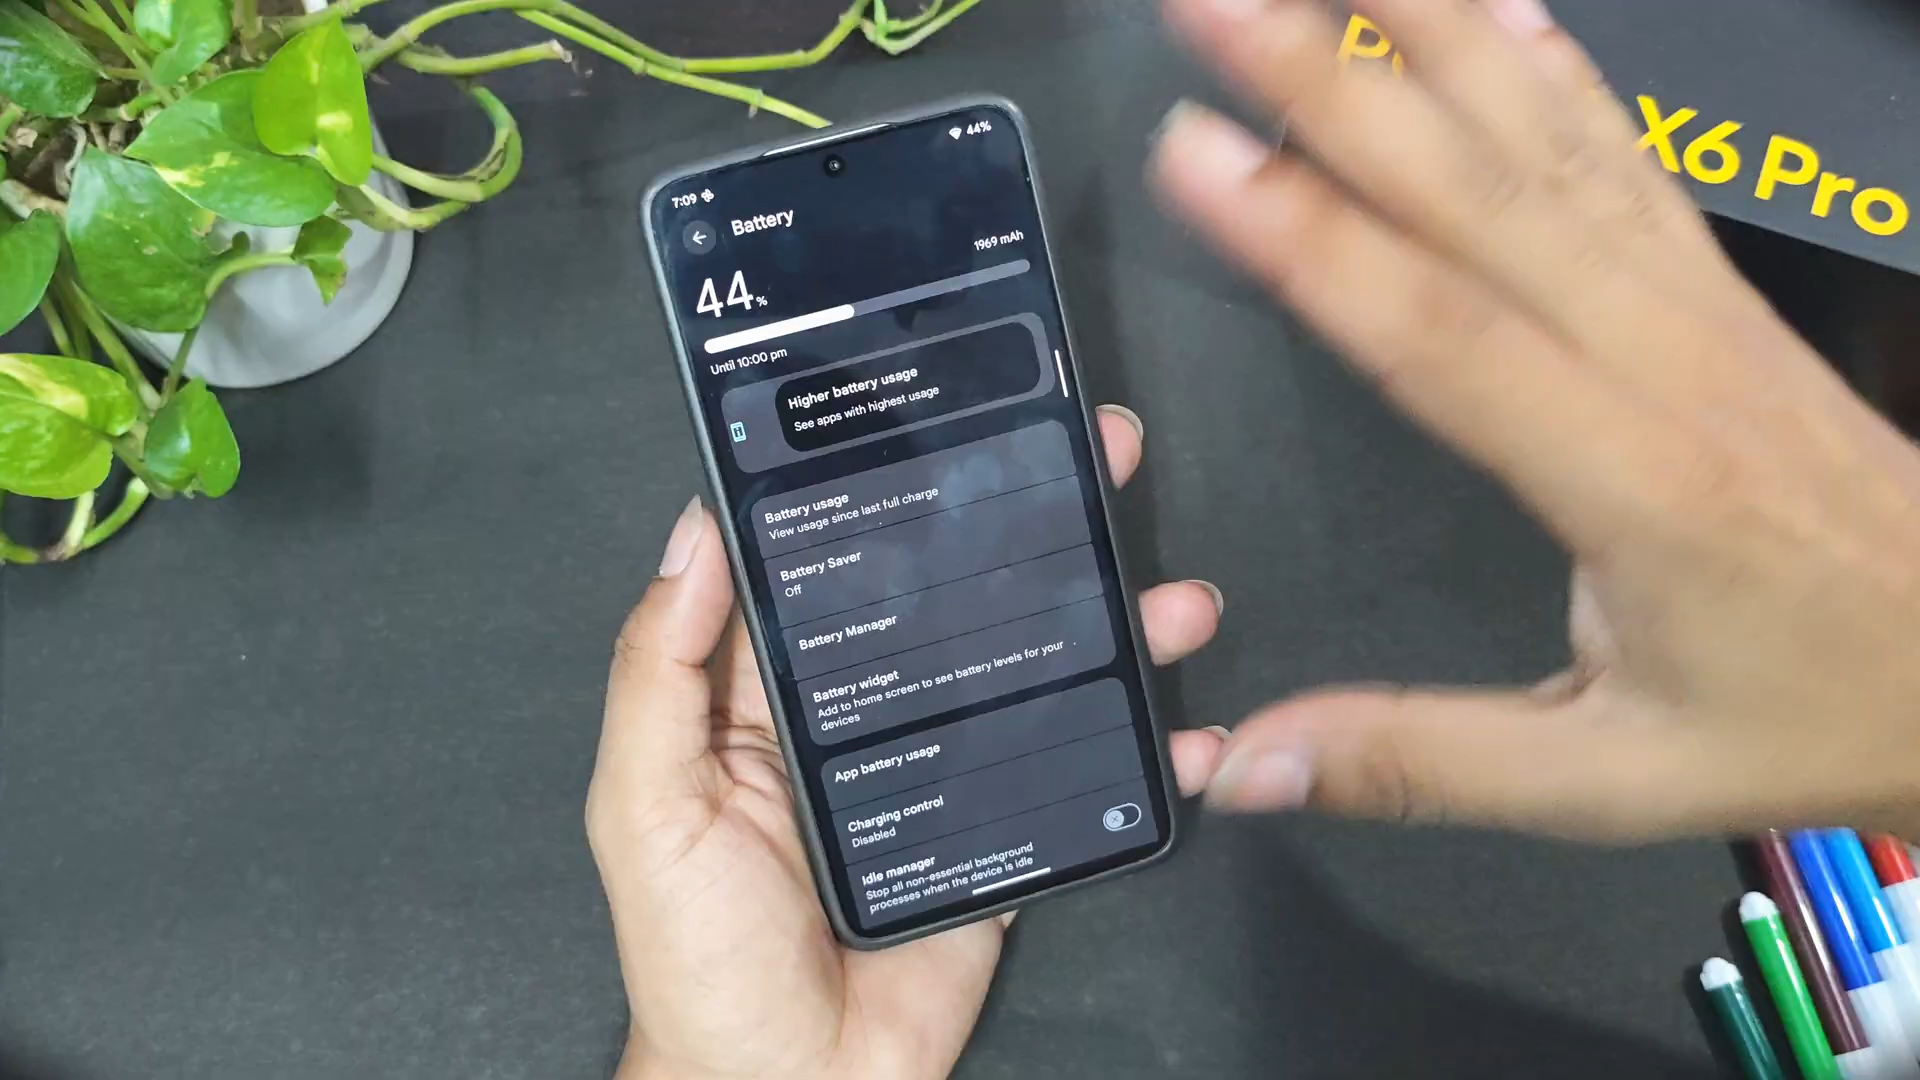 X6 Pro
7:09
44%
Battery
1969 mAh
44%
Until 10:00 pm
Higher battery usage
See apps with highest usage
Battery usage
View usage since last full charge
Battery Saver
Off
Battery Manager
Battery widget
Add to home screen to see battery levels for your
devices
App battery usage
Charging control
Disabled
Idle manager
Stop all non-essential background
processes when the device is idle